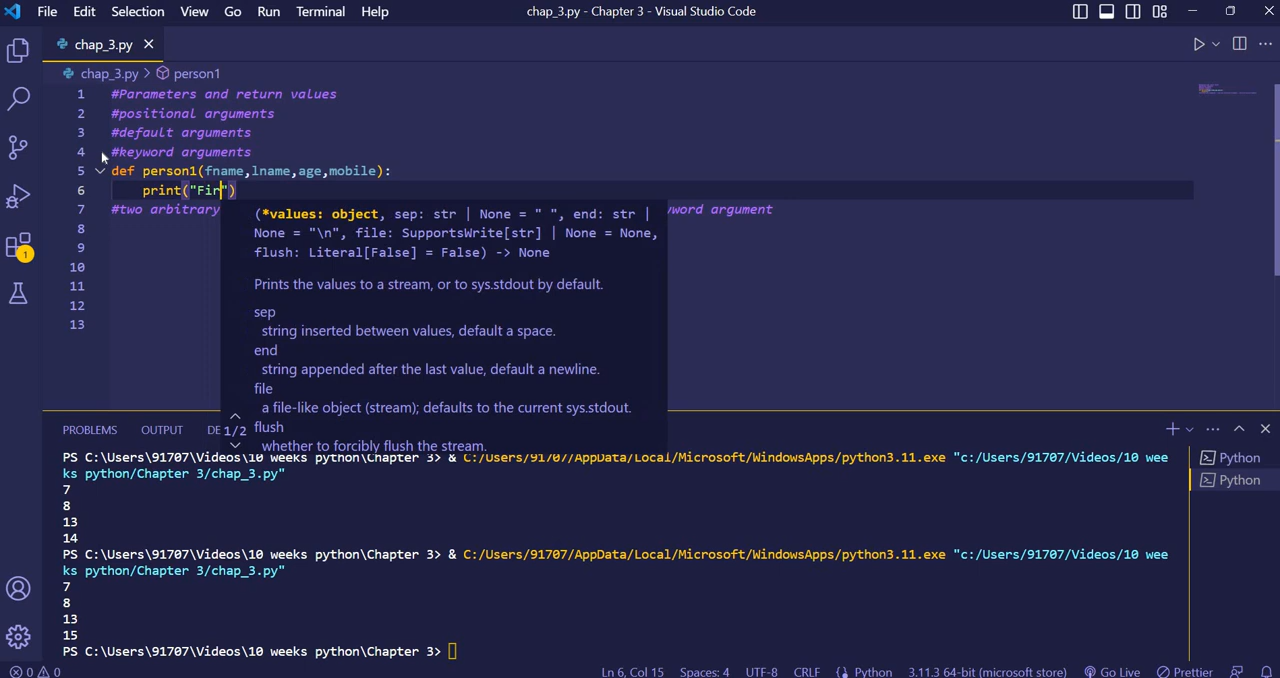 File Edit Selection View Go Run Terminal Help chap_3.py - Chapter 3 - Visual Studio Code
chap_3.py
chap_3.py > person1
1 #Parameters and return values
2 #positional arguments
3 #default arguments
4 #keyword arguments
5 def person1(fname,lname,age,mobile):
6 print("Fir")
7 #two arbitrary word argument
8
9
10
11
12
13
(*values: object, sep: str | None = " ", end: str |
None = "\n", file: SupportsWrite[str] | None = None,
flush: Literal[False] = False) -> None
Prints the values to a stream, or to sys.stdout by default.
sep
string inserted between values, default a space.
end
string appended after the last value, default a newline.
file
a file-like object (stream); defaults to the current sys.stdout.
flush
whether to forcibly flush the stream.
1/2
1
PROBLEMS OUTPUT DE
PS C:\Users\91707\Videos\10 weeks python\Chapter 3> & C:/Users/91707/AppData/Local/Microsoft/WindowsApps/python3.11.exe "c:/Users/91707/Videos/10 wee
ks python/Chapter 3/chap_3.py"
7
8
13
14
PS C:\Users\91707\Videos\10 weeks python\Chapter 3> & C:/Users/91707/AppData/Local/Microsoft/WindowsApps/python3.11.exe "c:/Users/91707/Videos/10 wee
ks python/Chapter 3/chap_3.py"
7
8
13
15
PS C:\Users\91707\Videos\10 weeks python\Chapter 3>
Python
Python
0 0 Ln 6, Col 15 Spaces: 4 UTF-8 CRLF {} Python 3.11.3 64-bit (microsoft store) Go Live Prettier